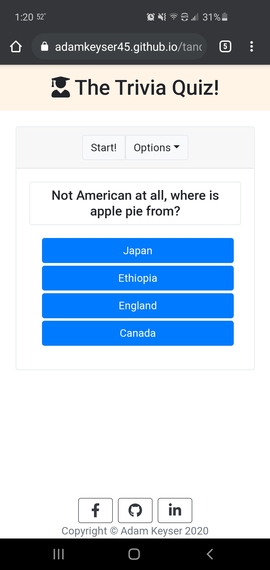 1:20 52° 31%
adamkeyser45.github.io/tanc 5
The Trivia Quiz!
Start! Options
Not American at all, where is
apple pie from?
Japan
Ethiopia
England
Canada
Copyright © Adam Keyser 2020